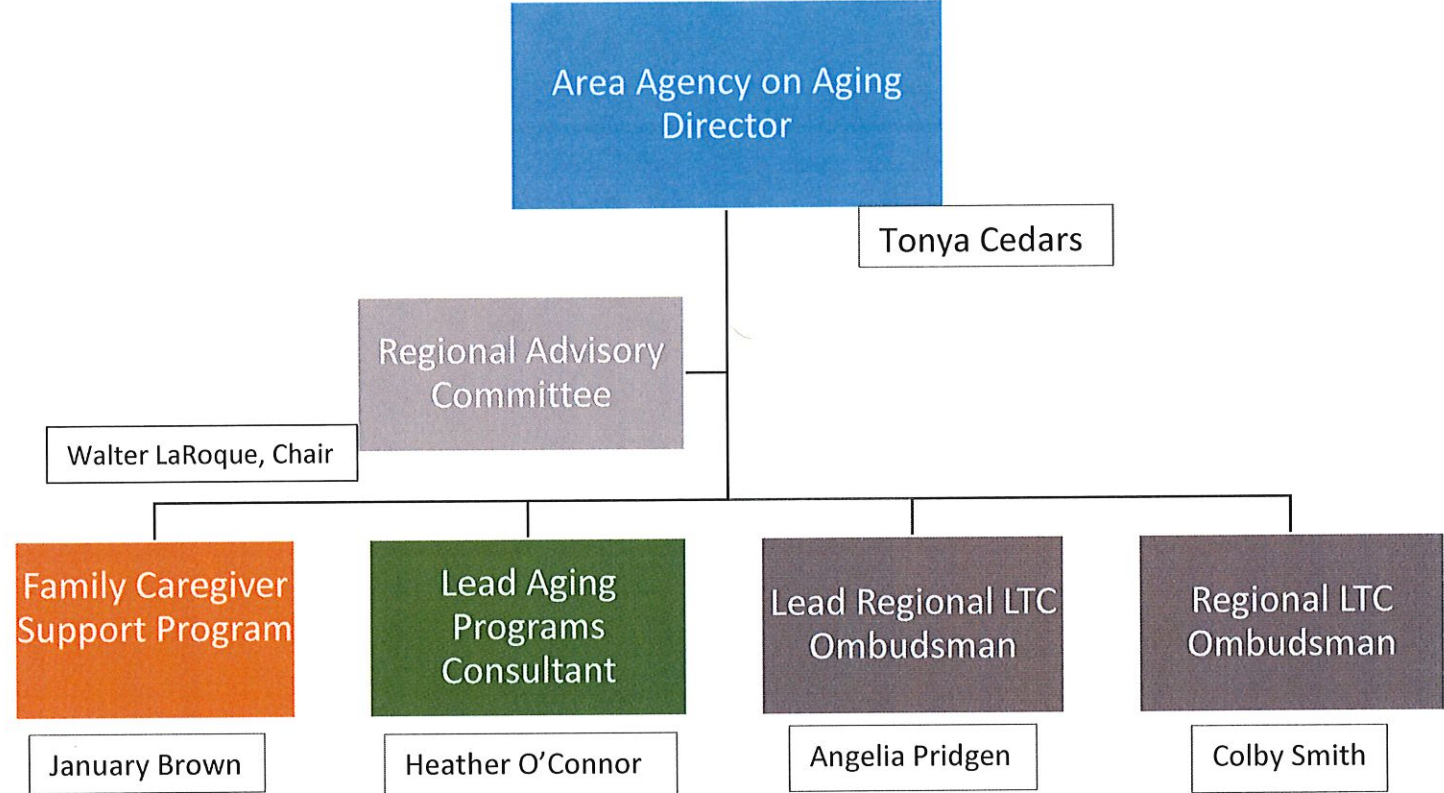 Area Agency on Aging
Director
Tonya Cedars
Regional Advisory
Committee
Walter LaRoque, Chair
Family Caregiver
Support Program
January Brown
Lead Aging
Programs
Consultant
Heather O’Connor
Lead Regional LTC
Ombudsman
Angelia Pridgen
Regional LTC
Ombudsman
Colby Smith